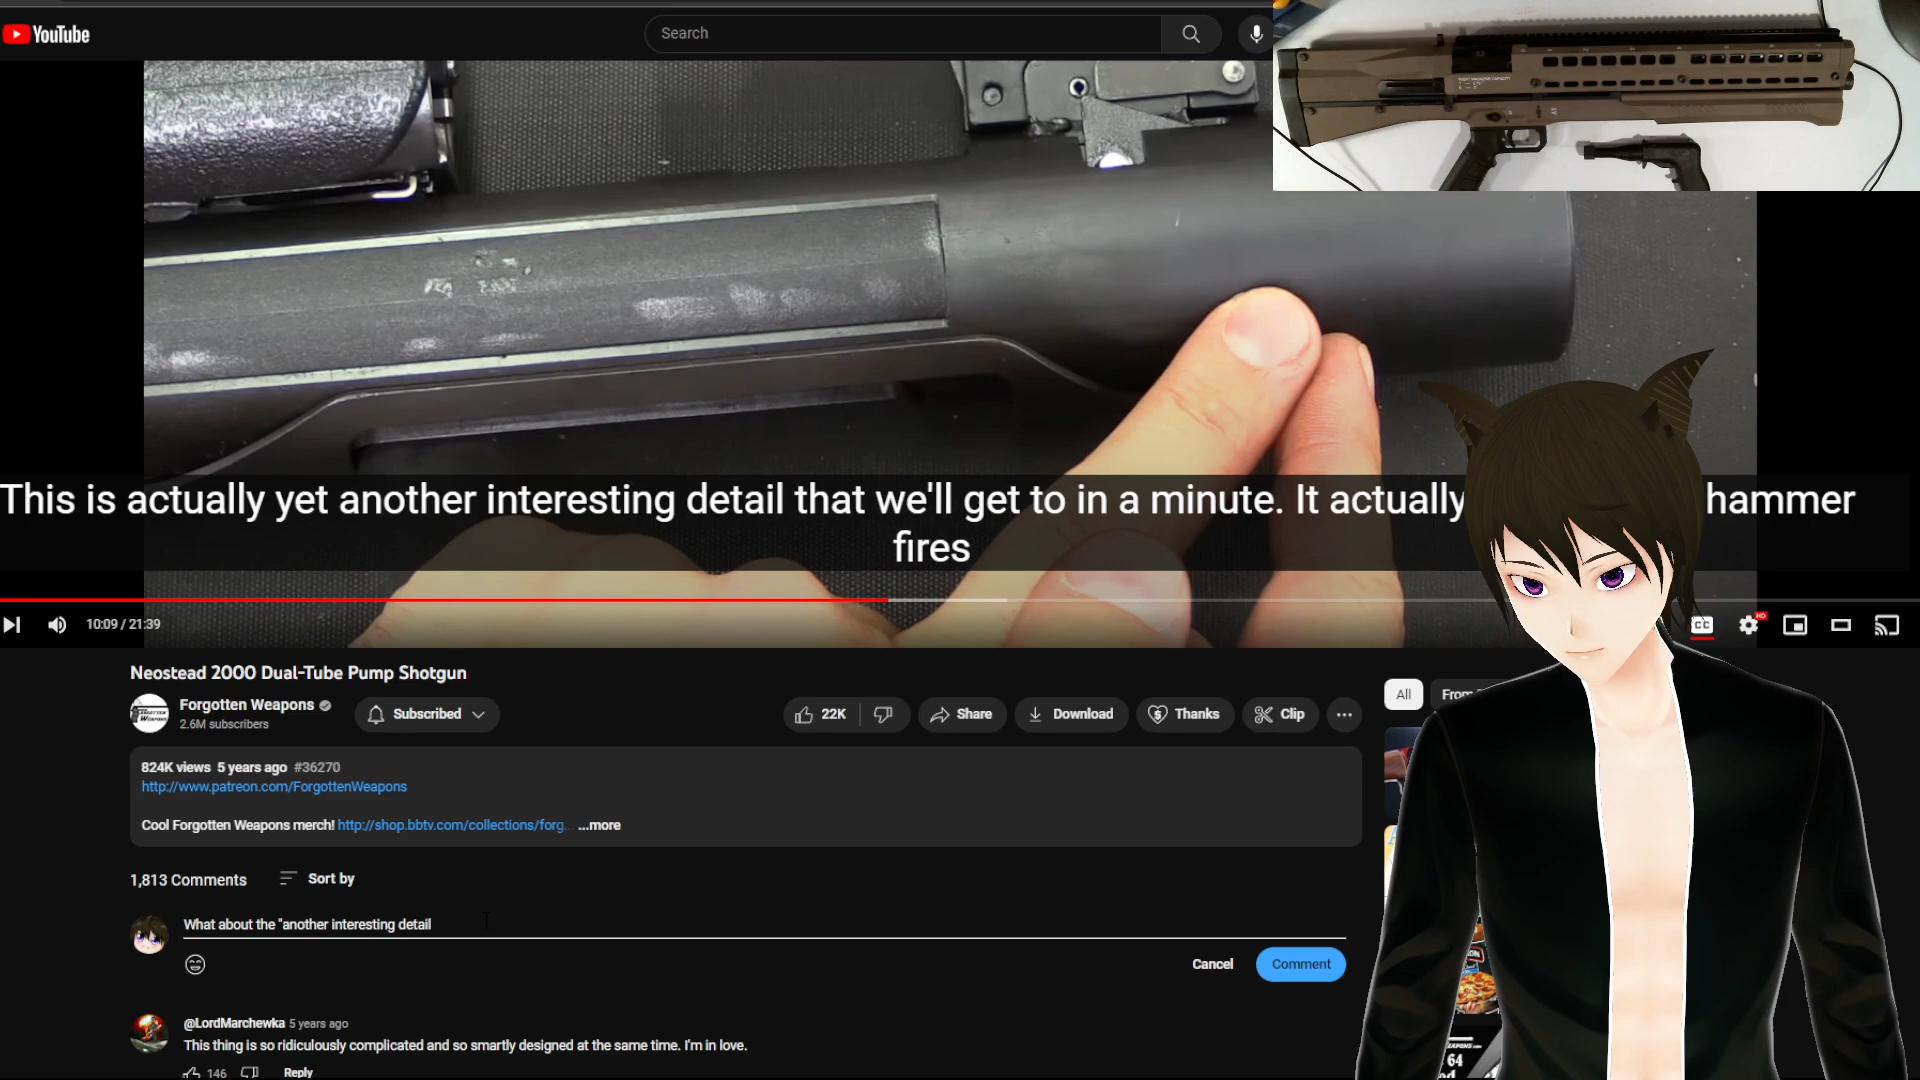 YouTube
Search
This is actually yet another interesting detail that we'll get to in a minute. It actually hammer
fires
10:09 / 21:39
CC
HD
Neostead 2000 Dual-Tube Pump Shotgun
Forgotten Weapons
2.6M subscribers
Subscribed
22K
Share
Download
Thanks
Clip
All
From
824K views 5 years ago #36270
http://www.patreon.com/ForgottenWeapons
Cool Forgotten Weapons merch! http://shop.bbtv.com/collections/forg... ...more
1,813 Comments
Sort by
What about the "another interesting detail
Cancel
Comment
@LordMarchewka 5 years ago
This thing is so ridiculously complicated and so smartly designed at the same time. I'm in love.
146
Reply
64